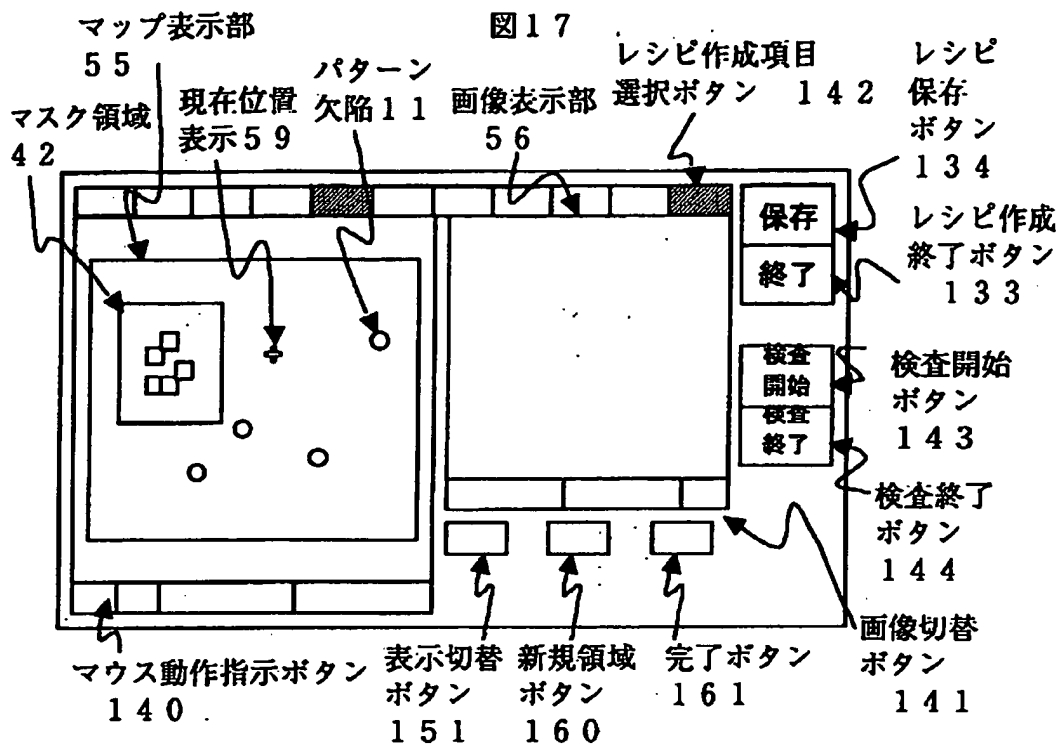 図１７
マップ表示部
５５
マスク領域
４２
現在位置
表示５９
パターン
欠陥１１
画像表示部
５６
レシピ作成項目
選択ボタン １４２
レシピ
保存
ボタン
１３４
レシピ作成
終了ボタン
１３３
保存
終了
検査
開始
検査
終了
検査開始
ボタン
１４３
検査終了
ボタン
１４４
画像切替
ボタン
１４１
マウス動作指示ボタン
１４０
表示切替
ボタン
１５１
新規領域
ボタン
１６０
完了ボタン
１６１